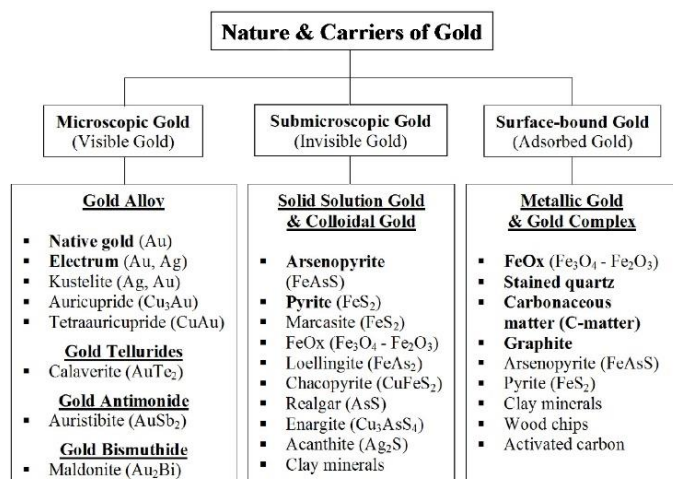 Nature & Carriers of Gold
Microscopic Gold
(Visible Gold)
Submicroscopic Gold
(Invisible Gold)
Surface-bound Gold
(Adsorbed Gold)
Gold Alloy
▪ Native gold (Au)
▪ Electrum (Au, Ag)
▪ Kustelite (Ag, Au)
▪ Auricupride (Cu₃Au)
▪ Tetraauricupride (CuAu)
Gold Tellurides
▪ Calaverite (AuTe₂)
Gold Antimonide
▪ Auristibite (AuSb₂)
Gold Bismuthide
▪ Maldonite (Au₂Bi)
Solid Solution Gold
& Colloidal Gold
▪ Arsenopyrite
(FeAsS)
▪ Pyrite (FeS₂)
▪ Marcasite (FeS₂)
▪ FeOx (Fe₃O₄ - Fe₂O₃)
▪ Loellingite (FeAs₂)
▪ Chacopyrite (CuFeS₂)
▪ Realgar (AsS)
▪ Enargite (Cu₃AsS₄)
▪ Acanthite (Ag₂S)
▪ Clay minerals
Metallic Gold
& Gold Complex
▪ FeOx (Fe₃O₄ - Fe₂O₃)
▪ Stained quartz
▪ Carbonaceous
matter (C-matter)
▪ Graphite
▪ Arsenopyrite (FeAsS)
▪ Pyrite (FeS₂)
▪ Clay minerals
▪ Wood chips
▪ Activated carbon